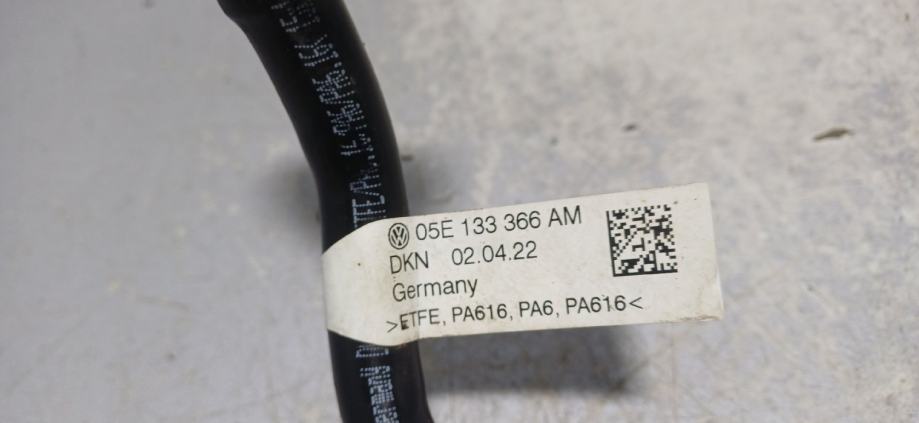 05E 133 366 AM
DKN 02.04.22
Germany
>ETFE, PA616, PA6, PA616<